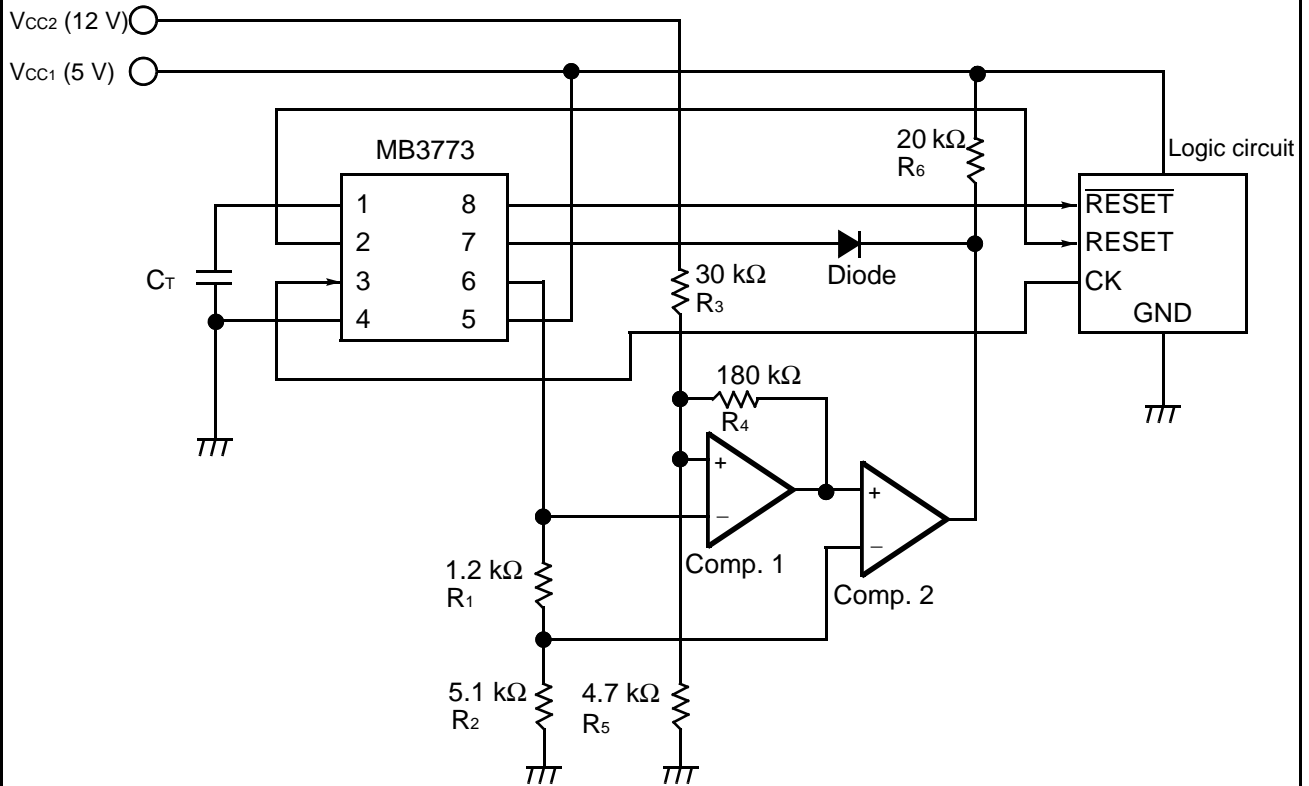 VCC2 (12 V)
VCC1 (5 V)
MB3773
20 kΩ
R6
Logic circuit
1
8
RESET
2
7
RESET
Diode
CT
3
6
30 kΩ
R3
CK
4
5
GND
180 kΩ
R4
+
−
Comp. 1
+
−
Comp. 2
1.2 kΩ
R1
5.1 kΩ
R2
4.7 kΩ
R5